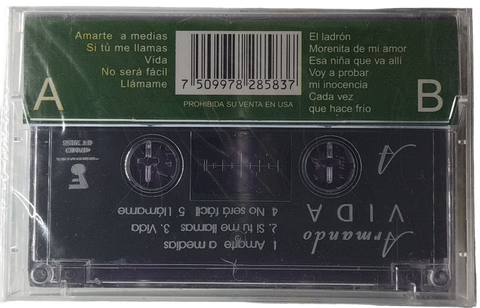 Amarte a medias
Si tú me llamas
Vida
No será fácil
Llámame
A
7 509978 285837
PROHIBIDA SU VENTA EN USA
El ladrón
Morenita de mi amor
Esa niña que va allí
Voy a probar
mi inocencia
Cada vez
que hace frío
B
Armando
VIDA
A
1 Amarte a medias
2. Si tú me llamas 3. Vida
4 No será fácil 5 Llámame